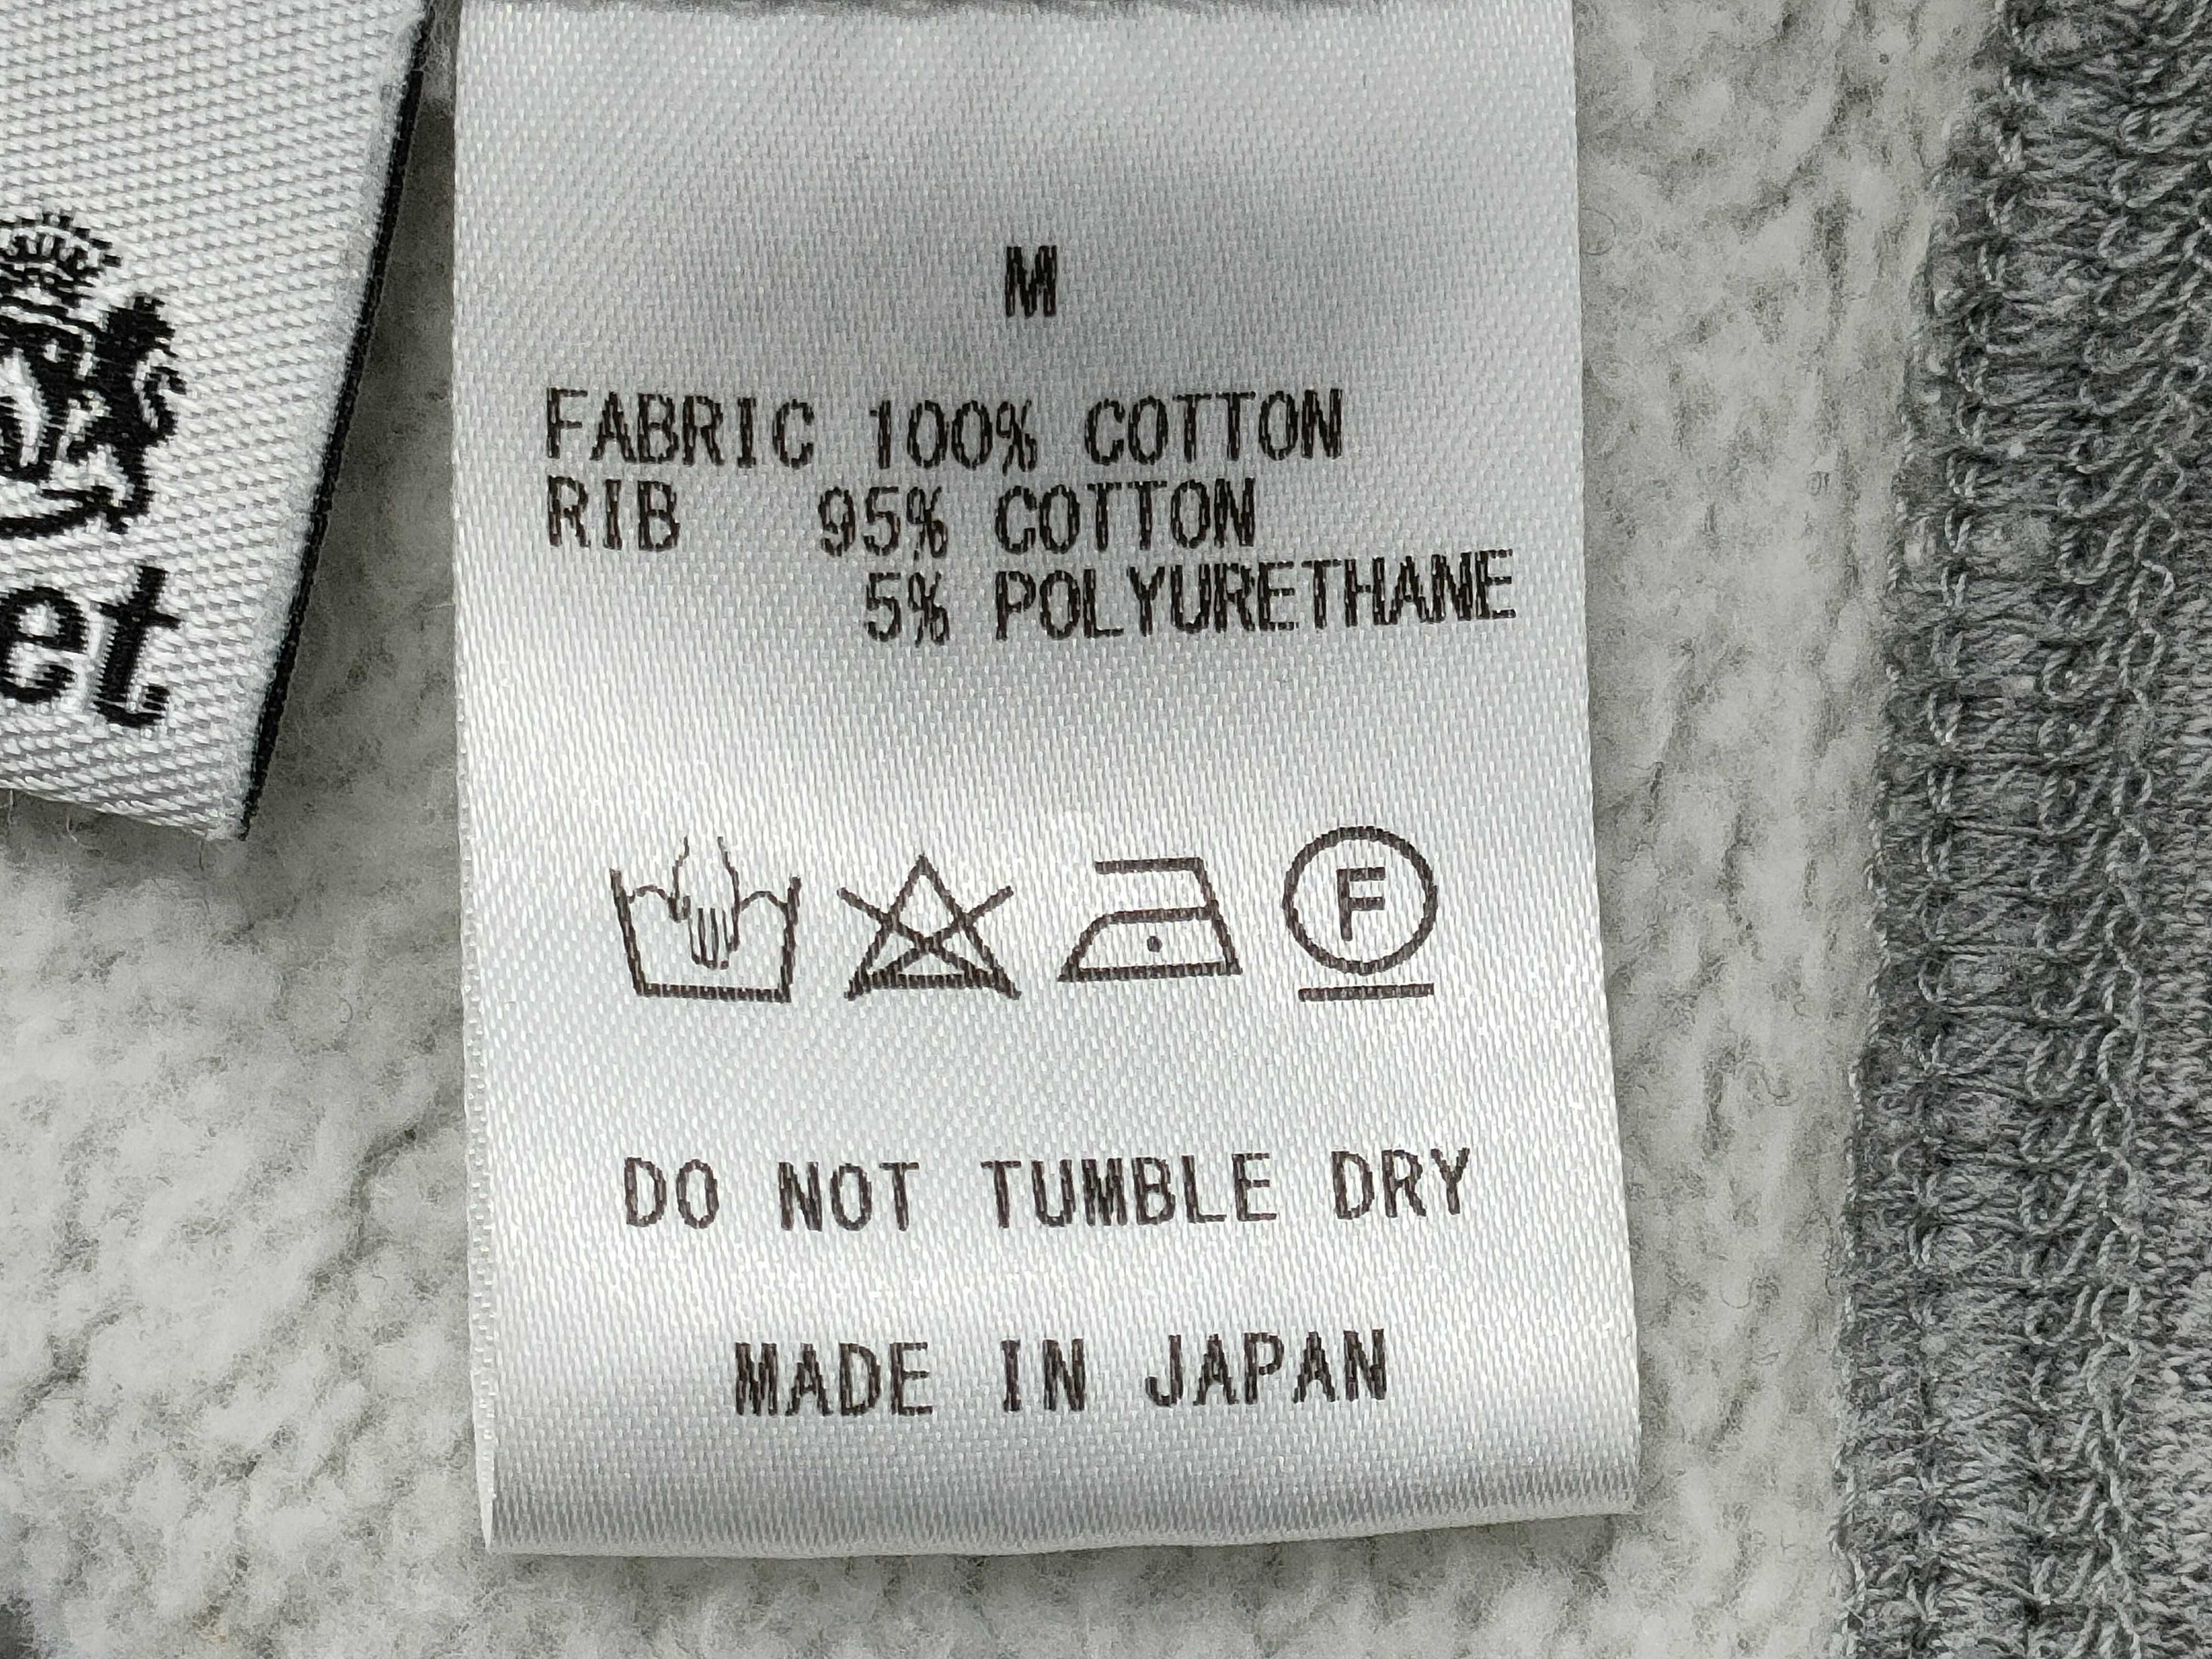 M
FABRIC 100% COTTON
RIB 95% COTTON
5% POLYURETHANE
F
DO NOT TUMBLE DRY
MADE IN JAPAN